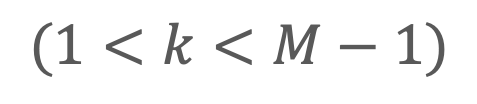 (1 < k < M − 1)